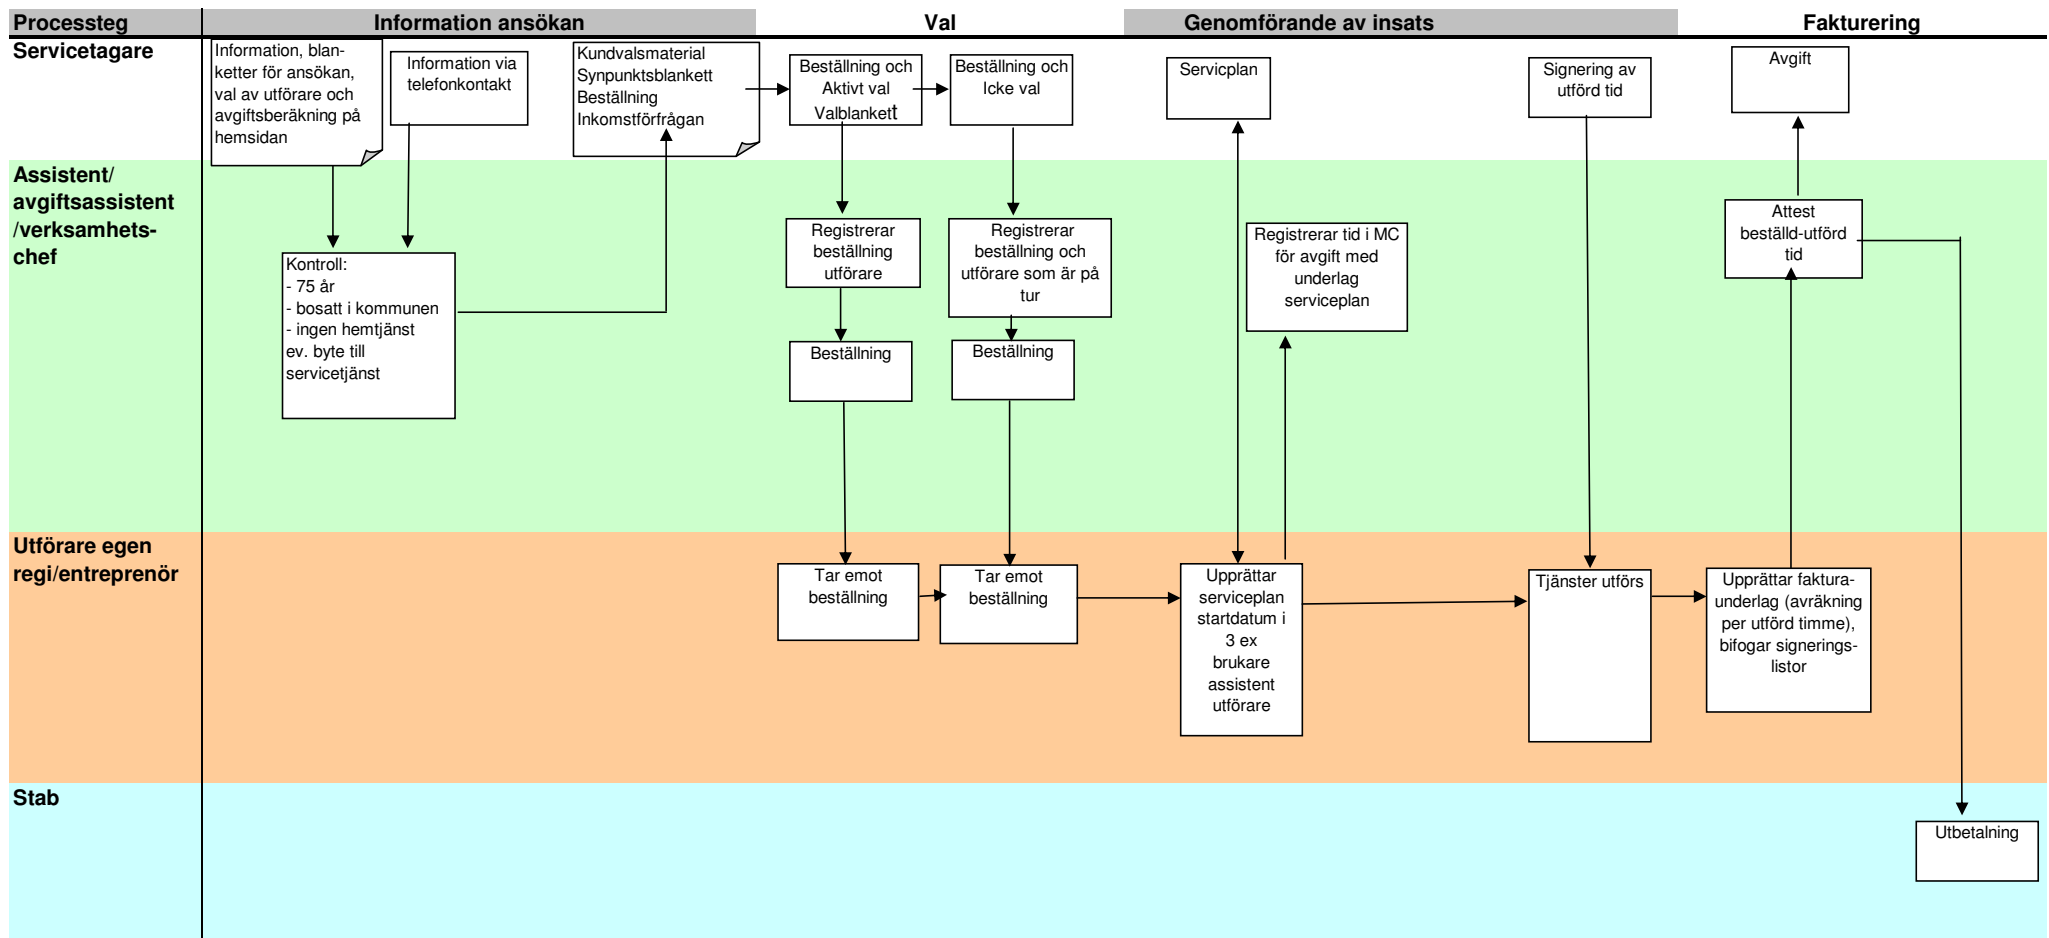 Processteg
Information ansökan
Val
Genomförande av insats
Fakturering
Servicetagare
Information, blan-
ketter för ansökan,
val av utförare och
avgiftsberäkning på
hemsidan
Information via
telefonkontakt
Kundvalsmaterial
Synpunktsblankett
Beställning
Inkomstförfrågan
Beställning och
Aktivt val
Valblankett
Beställning och
Icke val
Servicplan
Signering av
utförd tid
Avgift
Assistent/
avgiftsassistent
/verksamhets-
chef
Kontroll:
- 75 år
- bosatt i kommunen
- ingen hemtjänst
ev. byte till
servicetjänst
Registrerar
beställning
utförare
Registrerar
beställning och
utförare som är på
tur
Registrerar tid i MC
för avgift med
underlag
serviceplan
Attest
beställd-utförd
tid
Beställning
Beställning
Utförare egen
regi/entreprenör
Tar emot
beställning
Tar emot
beställning
Upprättar
serviceplan
startdatum i
3 ex
brukare
assistent
utförare
Tjänster utförs
Upprättar faktura-
underlag (avräkning
per utförd timme),
bifogar signerings-
listor
Stab
Utbetalning